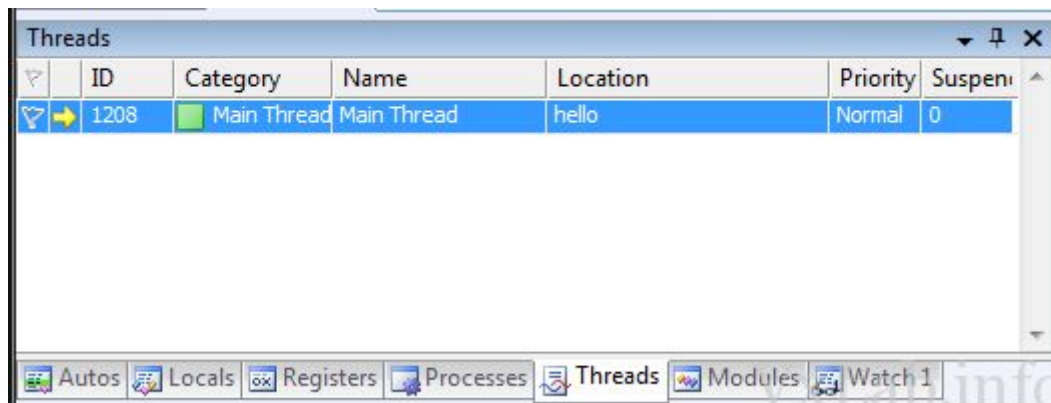 Threads
ID Category Name Location Priority Suspen
1208 Main Thread Main Thread hello Normal 0
Autos Locals Registers Processes Threads Modules Watch 1